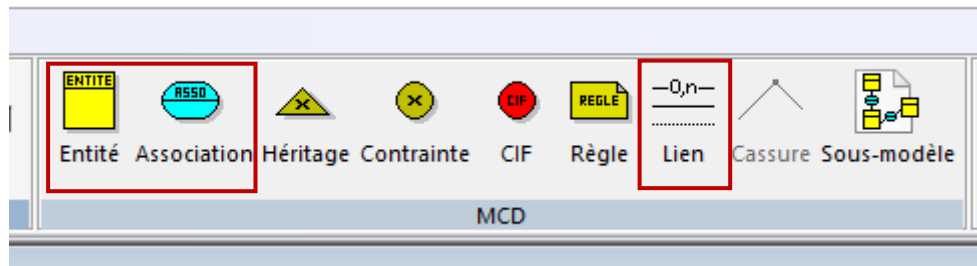 ENTITE ASSO X X CIF REGLE —0,n—
Entité Association Héritage Contrainte CIF Règle Lien Cassure Sous-modèle
MCD